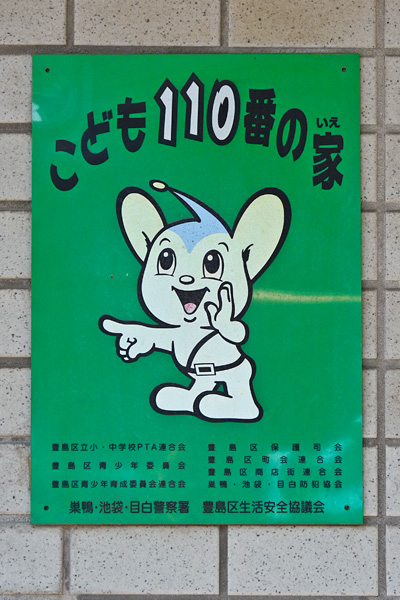 こども110番の家
いえ
豊島区立小・中学校PTA連合会
豊島区青少年委員会
豊島区青少年育成委員会連合会
豊島区保護司会
豊島区町会連合会
豊島区商店街連合会
巣鴨・池袋・目白防犯協会
巣鴨・池袋・目白警察署 豊島区生活安全協議会